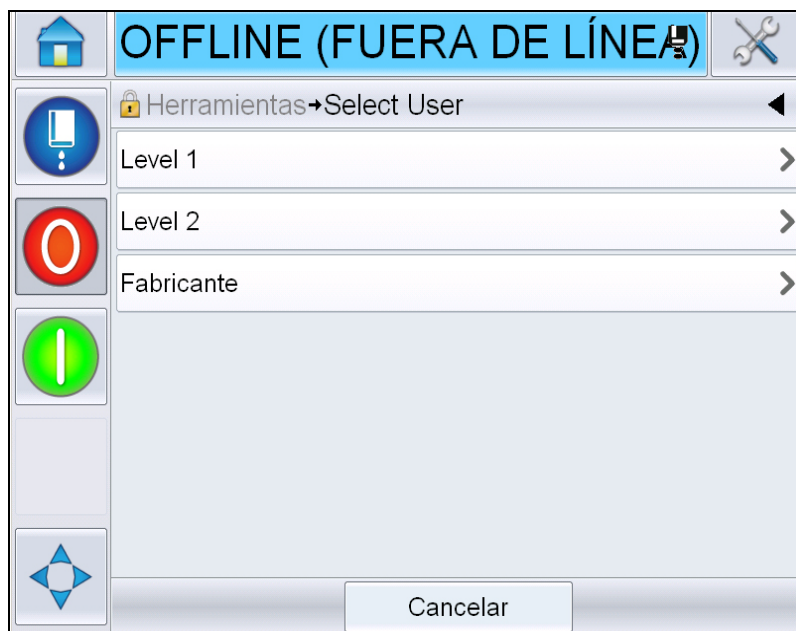 OFFLINE (FUERA DE LÍNEA)
Herramientas→Select User
Level 1
Level 2
Fabricante
Cancelar